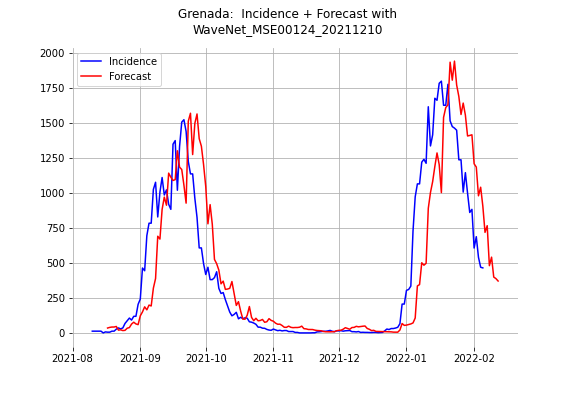 Grenada: Incidence + Forecast with
WaveNet_MSE00124_20211210
Incidence
Forecast
2000
1750
1500
1250
1000
750
500
250
0
2021-08 2021-09 2021-10 2021-11 2021-12 2022-01 2022-02